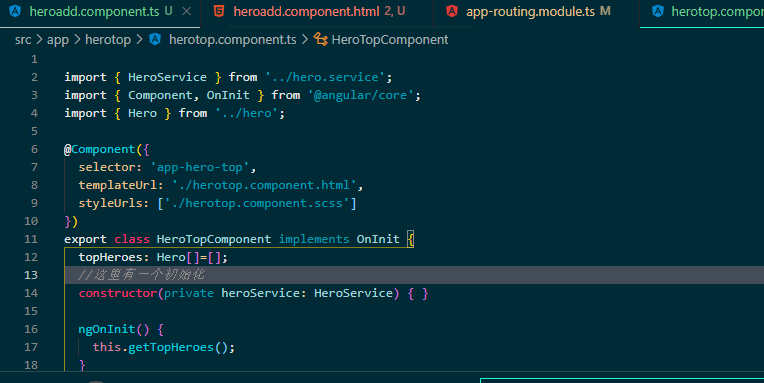 heroadd.component.ts U
heroadd.component.html 2, U
app-routing.module.ts M
herotop.compor
src > app > herotop > herotop.component.ts > HeroTopComponent
1
2 import { HeroService } from '../hero.service';
3 import { Component, OnInit } from '@angular/core';
4 import { Hero } from '../hero';
5
6 @Component({
7 selector: 'app-hero-top',
8 templateUrl: './herotop.component.html',
9 styleUrls: ['./herotop.component.scss']
10 })
11 export class HeroTopComponent implements OnInit {
12 topHeroes: Hero[]=[];
13 //这里有一个初始化
14 constructor(private heroService: HeroService) { }
15
16 ngOnInit() {
17 this.getTopHeroes();
18 }